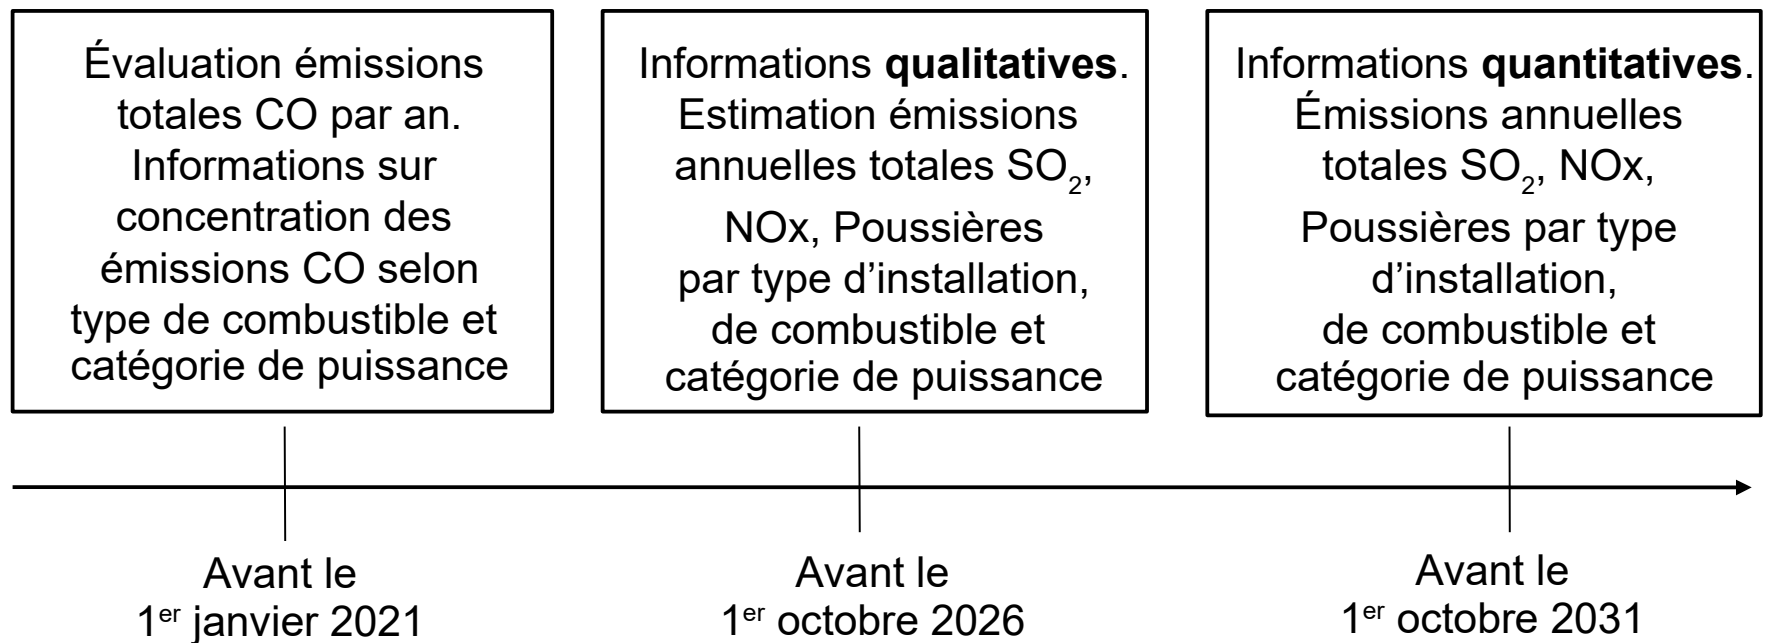 Évaluation émissions
totales CO par an.
Informations sur
concentration des
émissions CO selon
type de combustible et
catégorie de puissance
Informations qualitatives.
Estimation émissions
annuelles totales SO₂,
NOx, Poussières
par type d’installation,
de combustible et
catégorie de puissance
Informations quantitatives.
Émissions annuelles
totales SO₂, NOx,
Poussières par type
d’installation,
de combustible et
catégorie de puissance
Avant le
1er janvier 2021
Avant le
1er octobre 2026
Avant le
1er octobre 2031